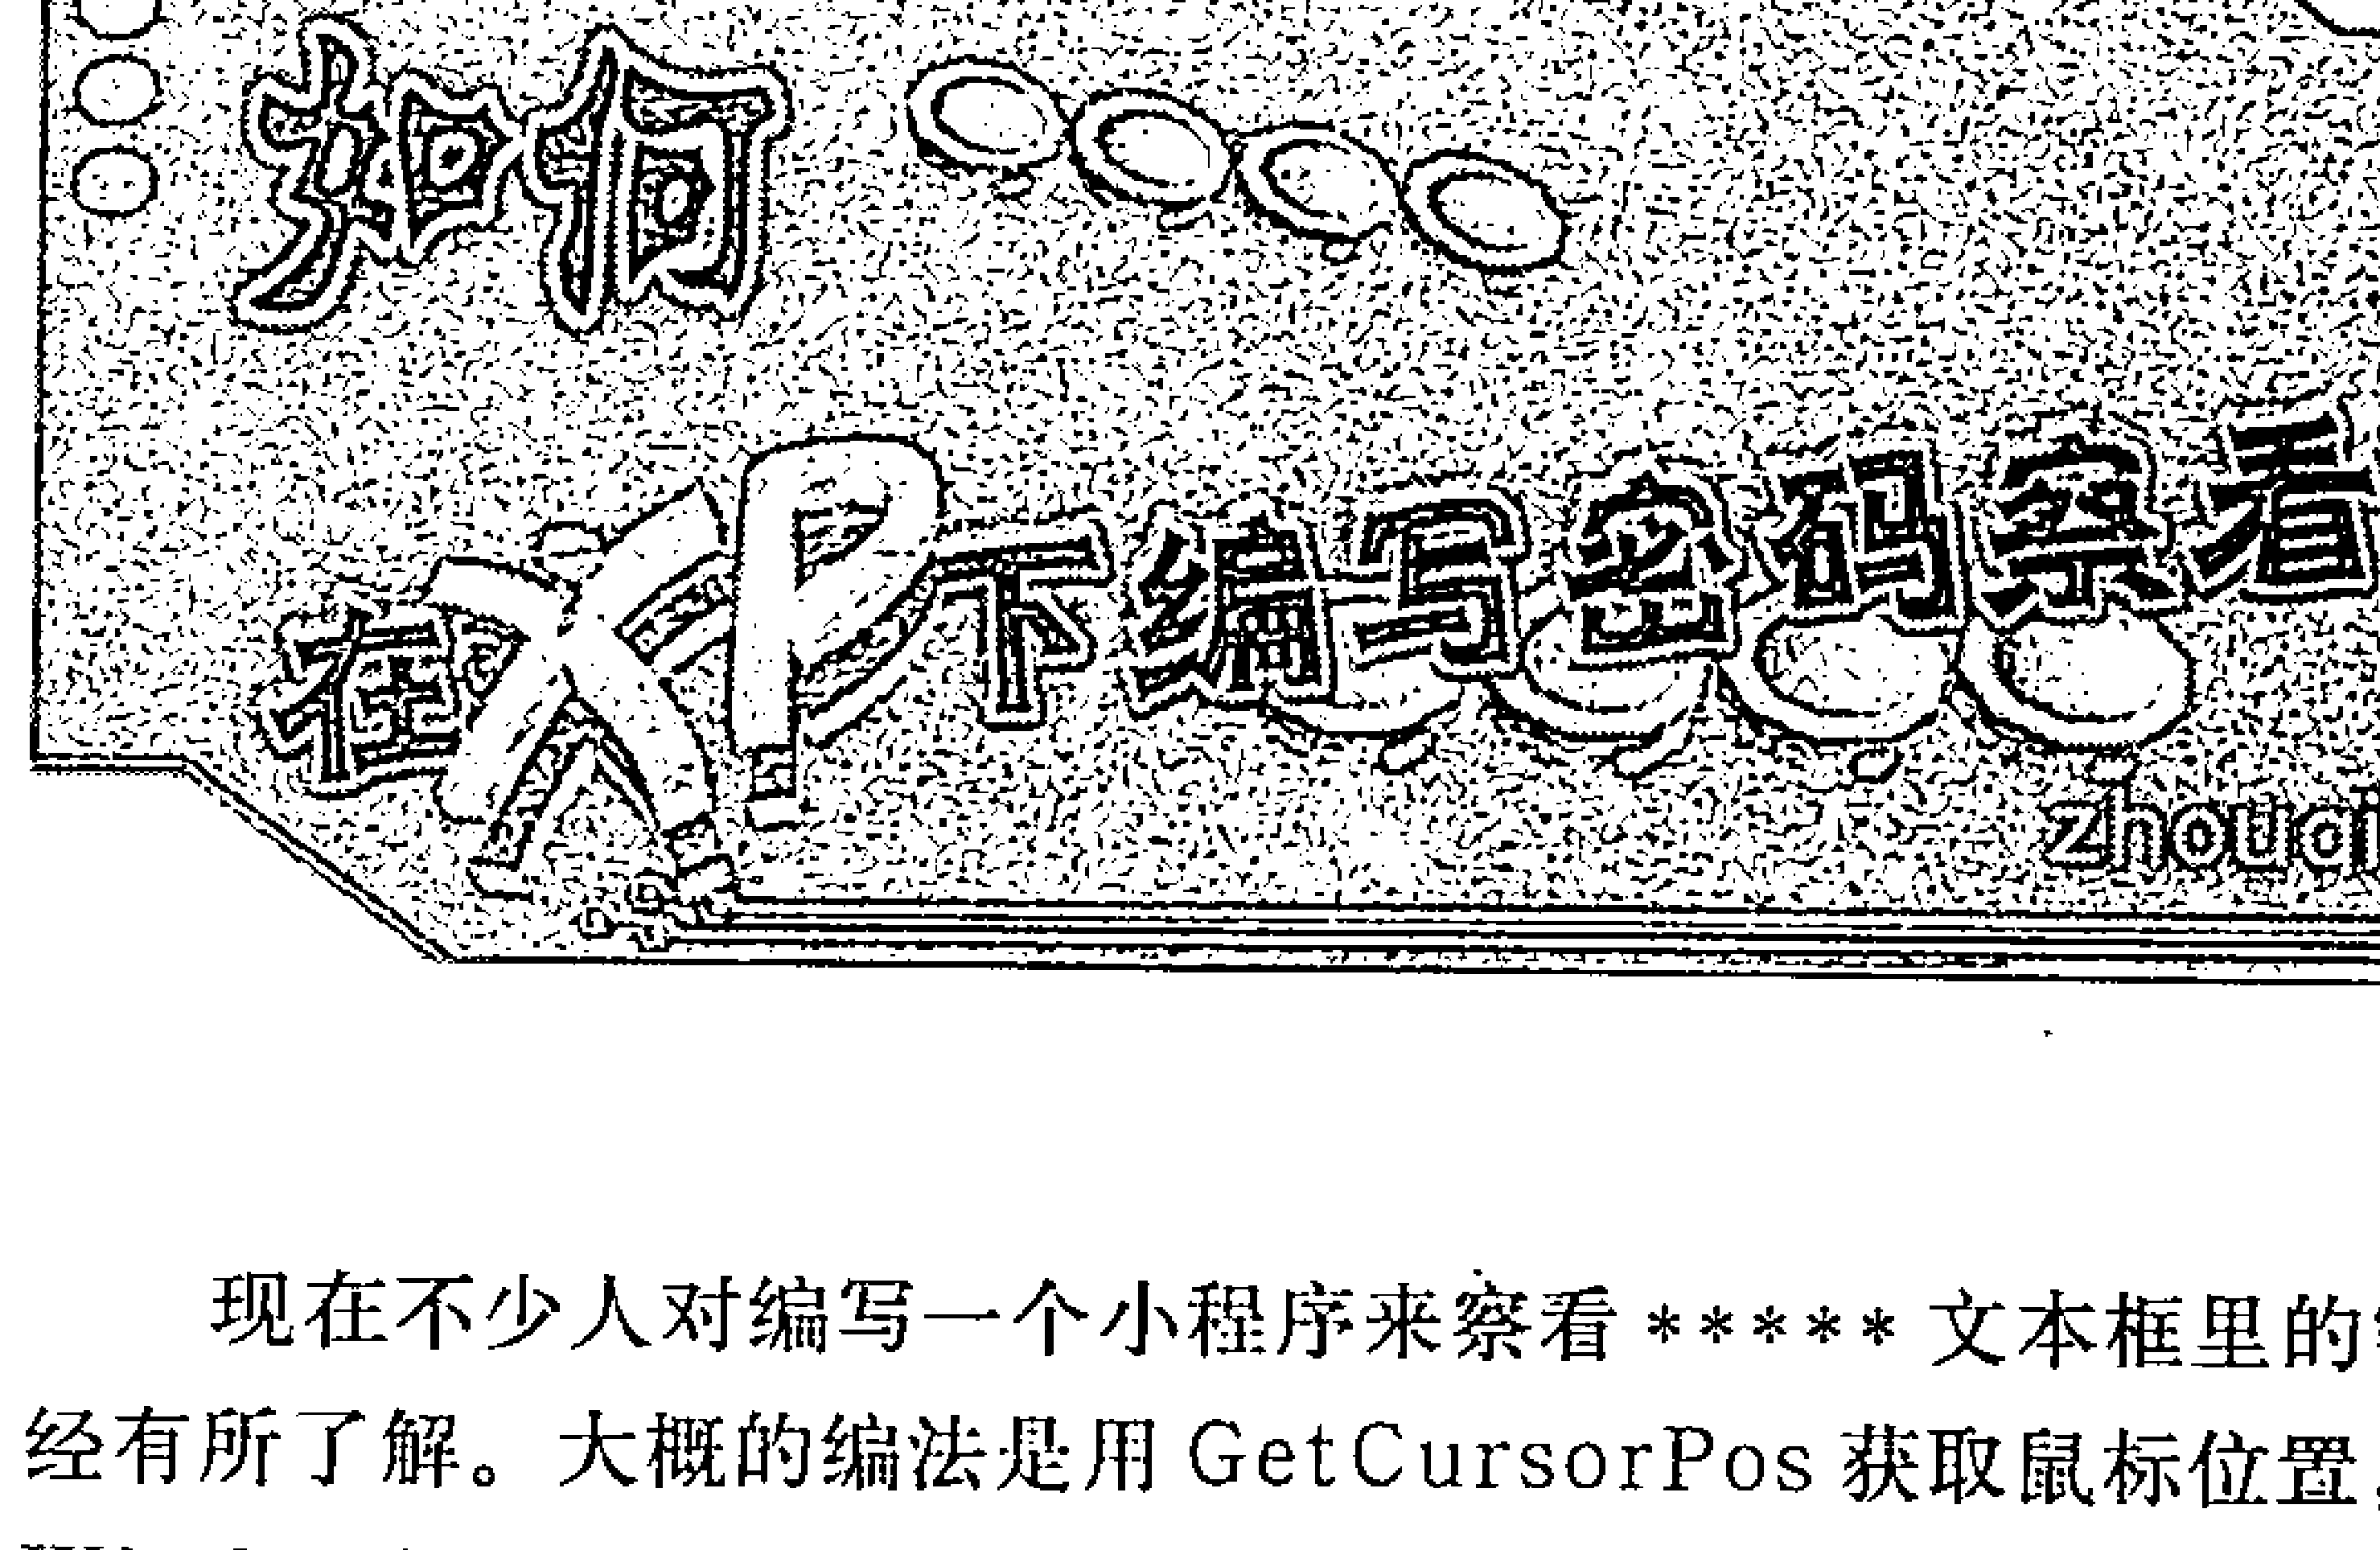 如何
在XP下编写密码察看
zhouqi
现在不少人对编写一个小程序来察看*****文本框里的
经有所了解。大概的编法是用GetCursorPos获取鼠标位置，